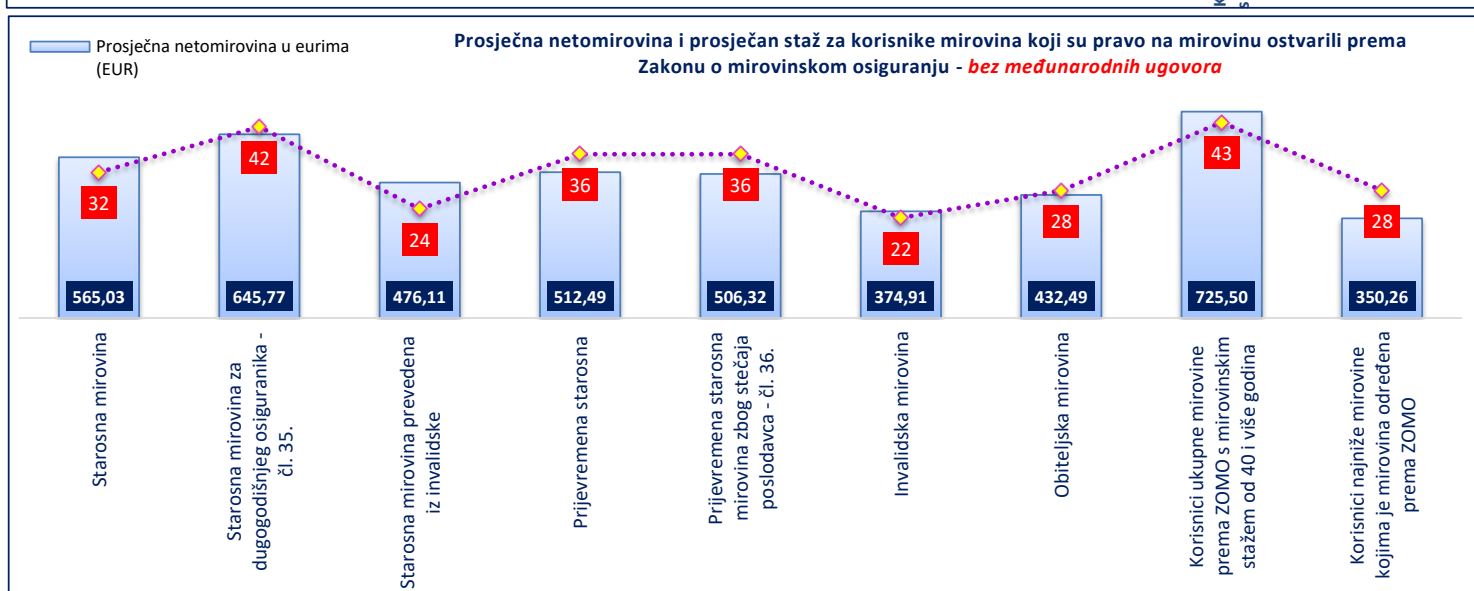 K
s
Prosječna netomirovina u eurima
(EUR)
Prosječna netomirovina i prosječan staž za korisnike mirovina koji su pravo na mirovinu ostvarili prema
Zakonu o mirovinskom osiguranju - bez međunarodnih ugovora
32
42
24
36
36
22
28
43
28
565,03
645,77
476,11
512,49
506,32
374,91
432,49
725,50
350,26
Starosna mirovina
Starosna mirovina za
dugogodišnjeg osiguranika -
čl. 35.
Starosna mirovina prevedena
iz invalidske
Prijevremena starosna
Prijevremena starosna
mirovina zbog stečaja
poslodavca - čl. 36.
Invalidska mirovina
Obiteljska mirovina
Korisnici ukupne mirovine
prema ZOMO s mirovinskim
stažem od 40 i više godina
Korisnici najniže mirovine
kojima je mirovina određena
prema ZOMO